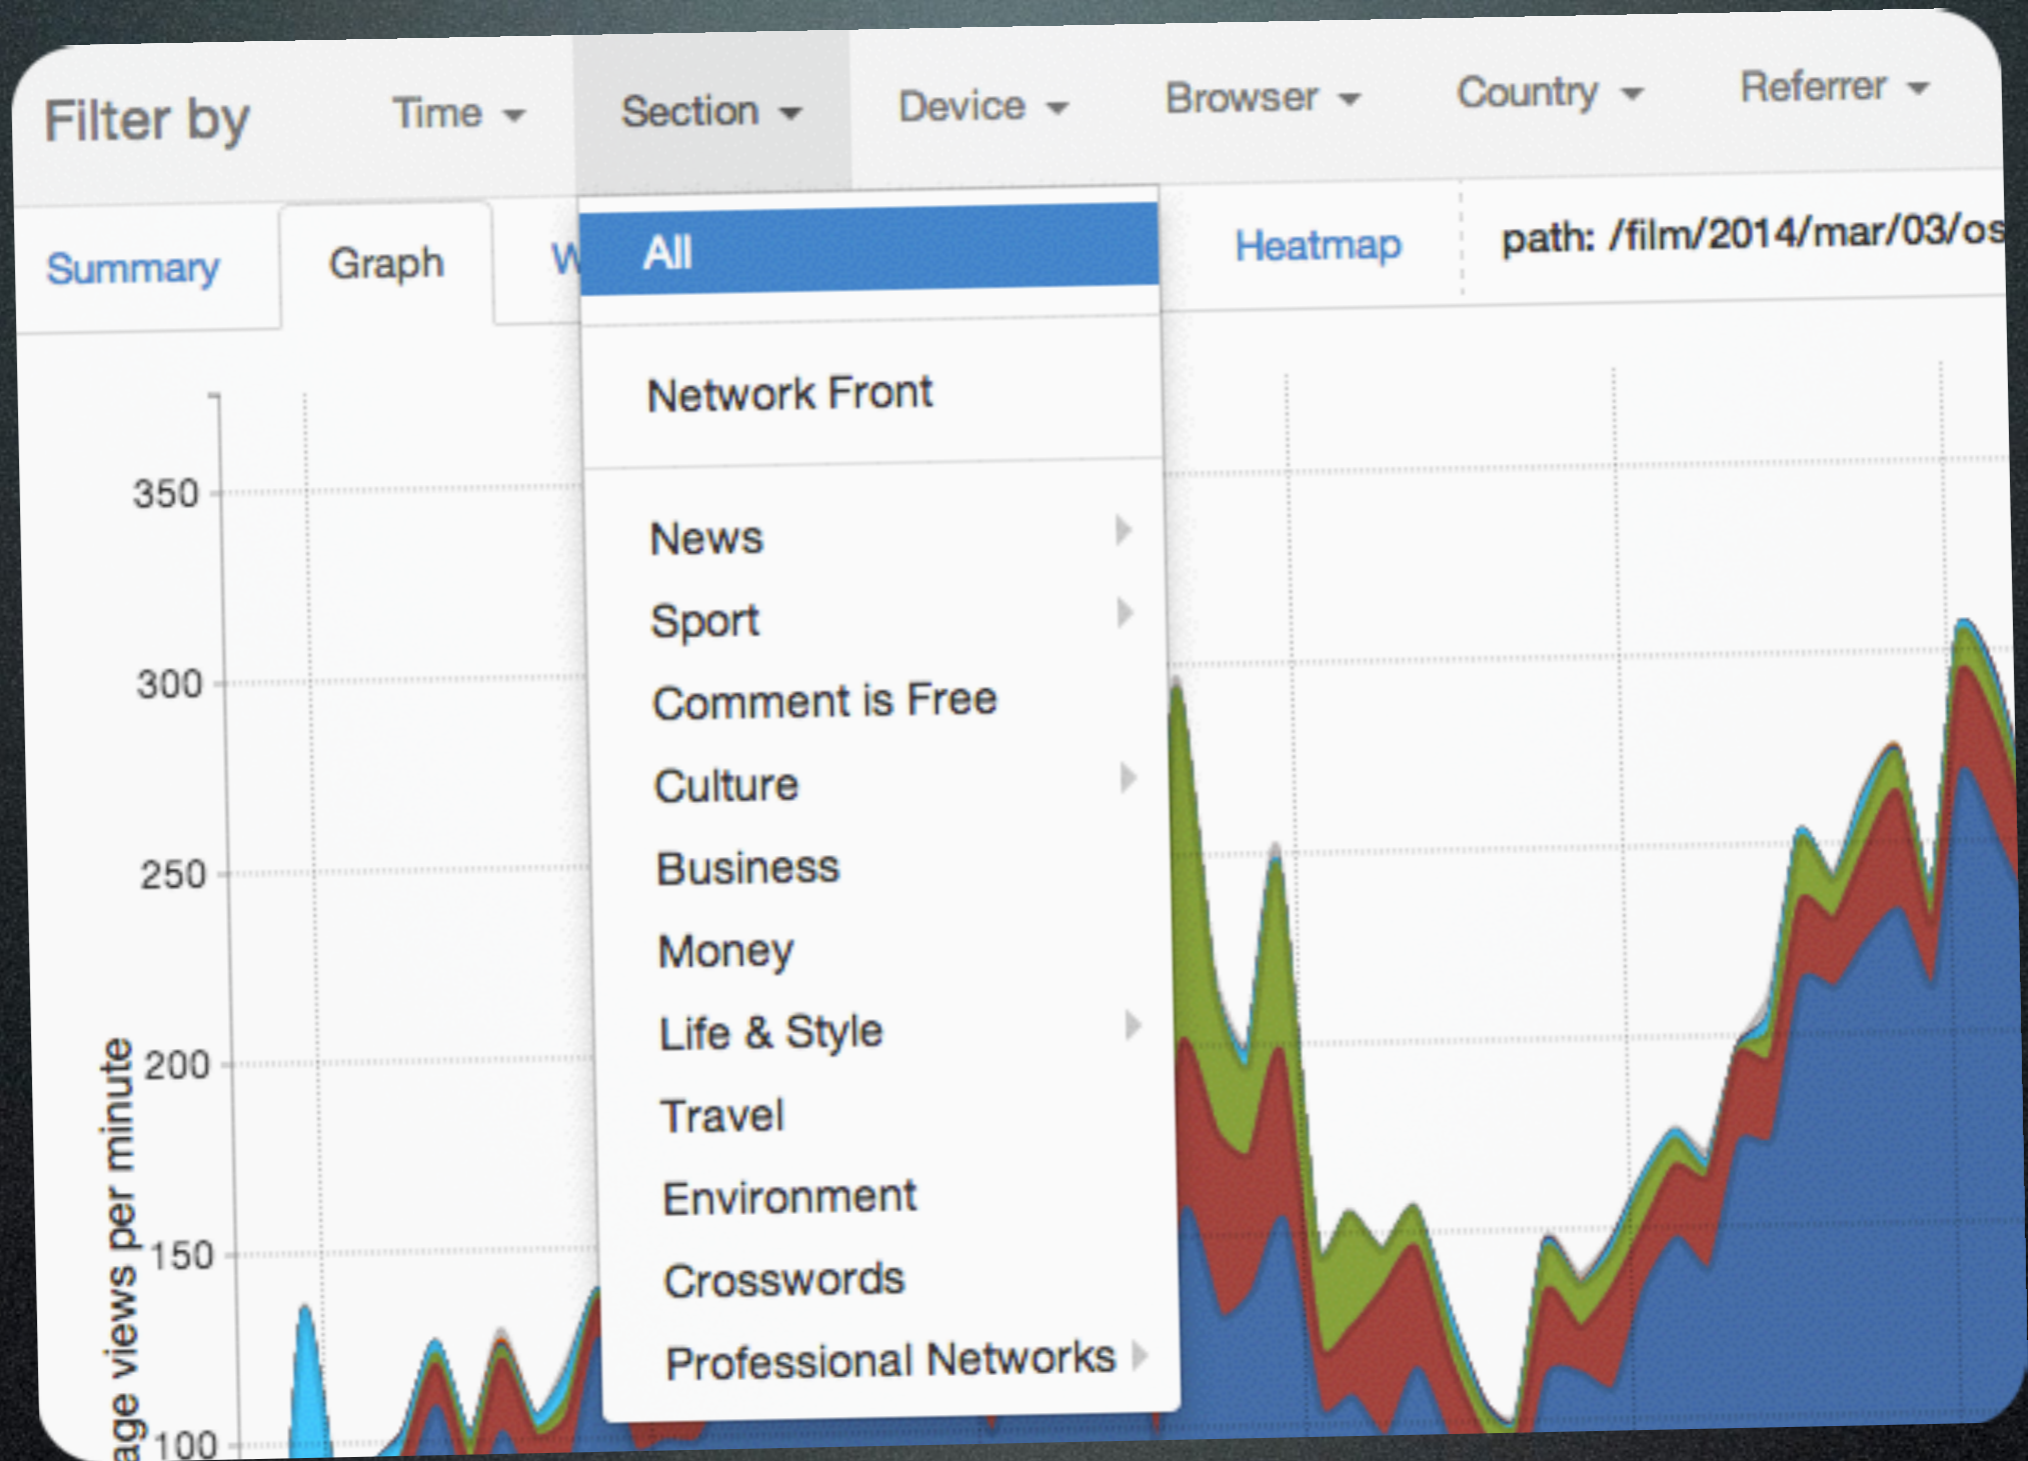 Filter by Time Section Device Browser Country Referrer
Summary Graph W Heatmap path: /film/2014/mar/03/os
All
Network Front
News
Sport
Comment is Free
Culture
Business
Money
Life & Style
Travel
Environment
Crosswords
Professional Networks
350
300
250
200
150
100
age views per minute